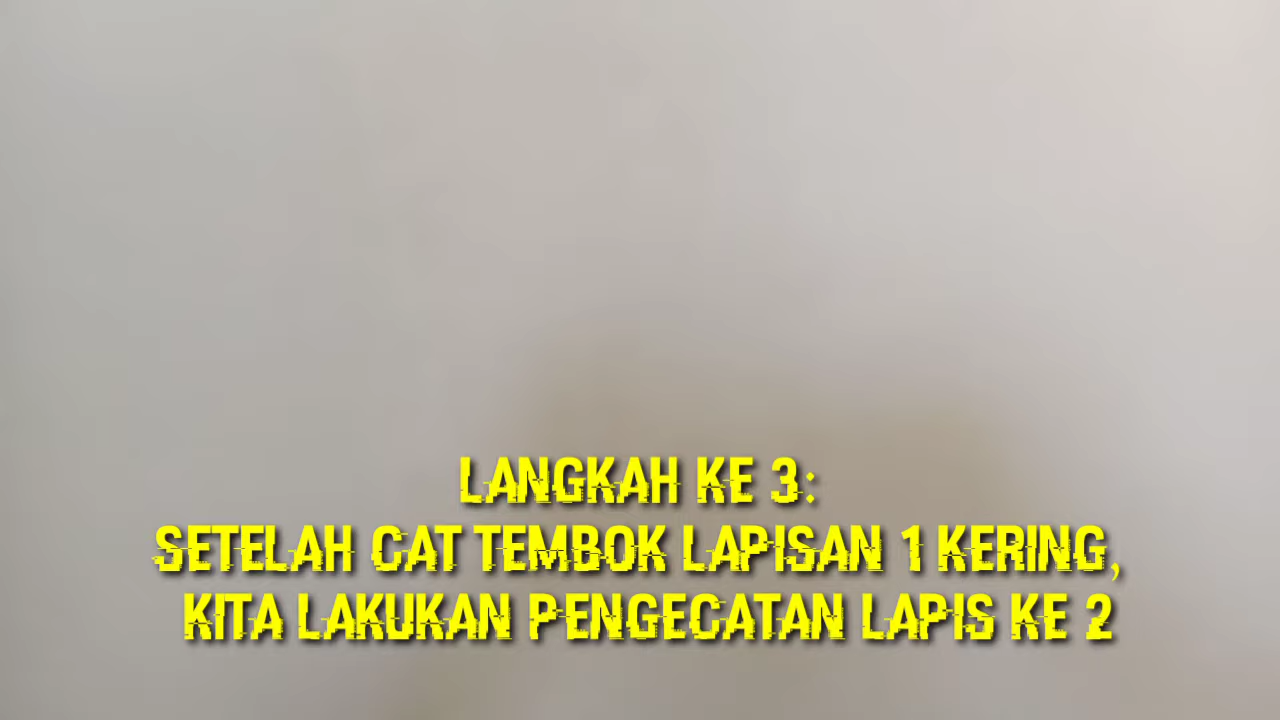 LANGKAH KE 3:
SETELAH CAT TEMBOK LAPISAN 1 KERING,
KITA LAKUKAN PENGECATAN LAPIS KE 2